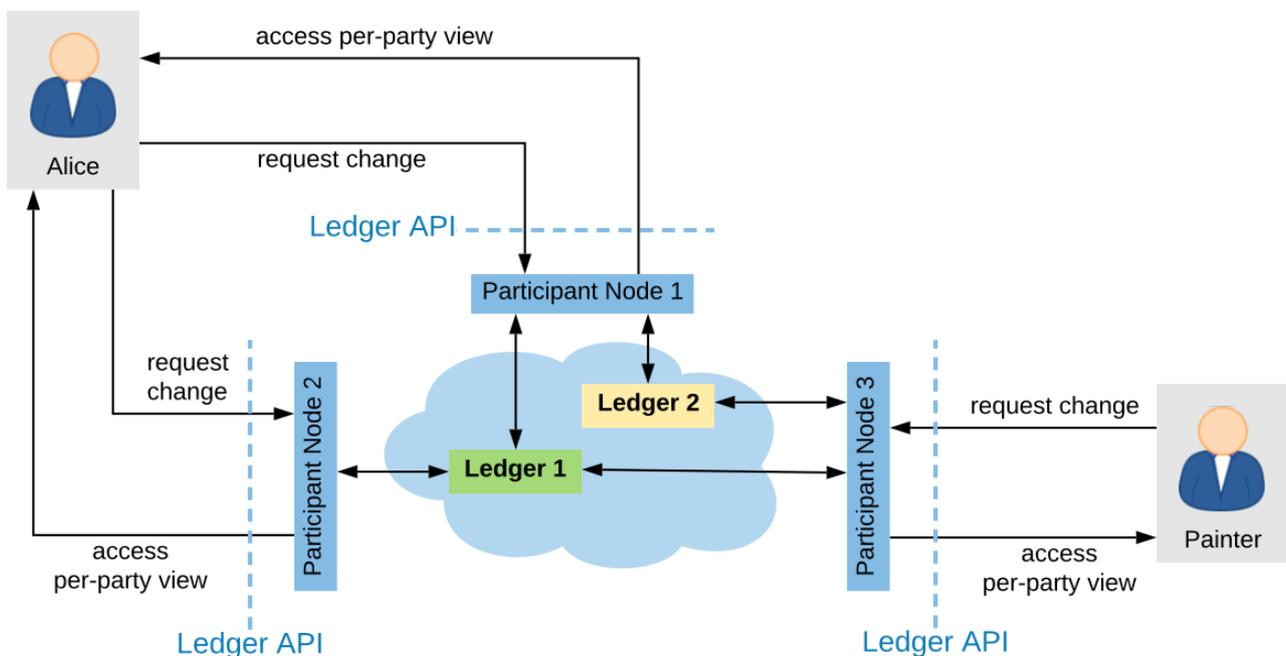 access per-party view
Alice
request change
Ledger API
Participant Node 1
request
change
Participant Node 2
Ledger 2
Ledger 1
Participant Node 3
request change
Painter
access
per-party view
access
per-party view
Ledger API
Ledger API